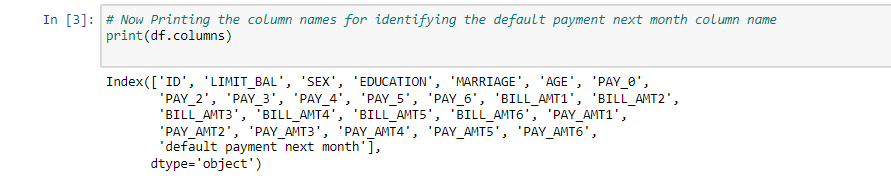 In [3]: # Now Printing the column names for identifying the default payment next month column name
print(df.columns)
Index(['ID', 'LIMIT_BAL', 'SEX', 'EDUCATION', 'MARRIAGE', 'AGE', 'PAY_0',
'PAY_2', 'PAY_3', 'PAY_4', 'PAY_5', 'PAY_6', 'BILL_AMT1', 'BILL_AMT2',
'BILL_AMT3', 'BILL_AMT4', 'BILL_AMT5', 'BILL_AMT6', 'PAY_AMT1',
'PAY_AMT2', 'PAY_AMT3', 'PAY_AMT4', 'PAY_AMT5', 'PAY_AMT6',
'default payment next month'],
dtype='object')